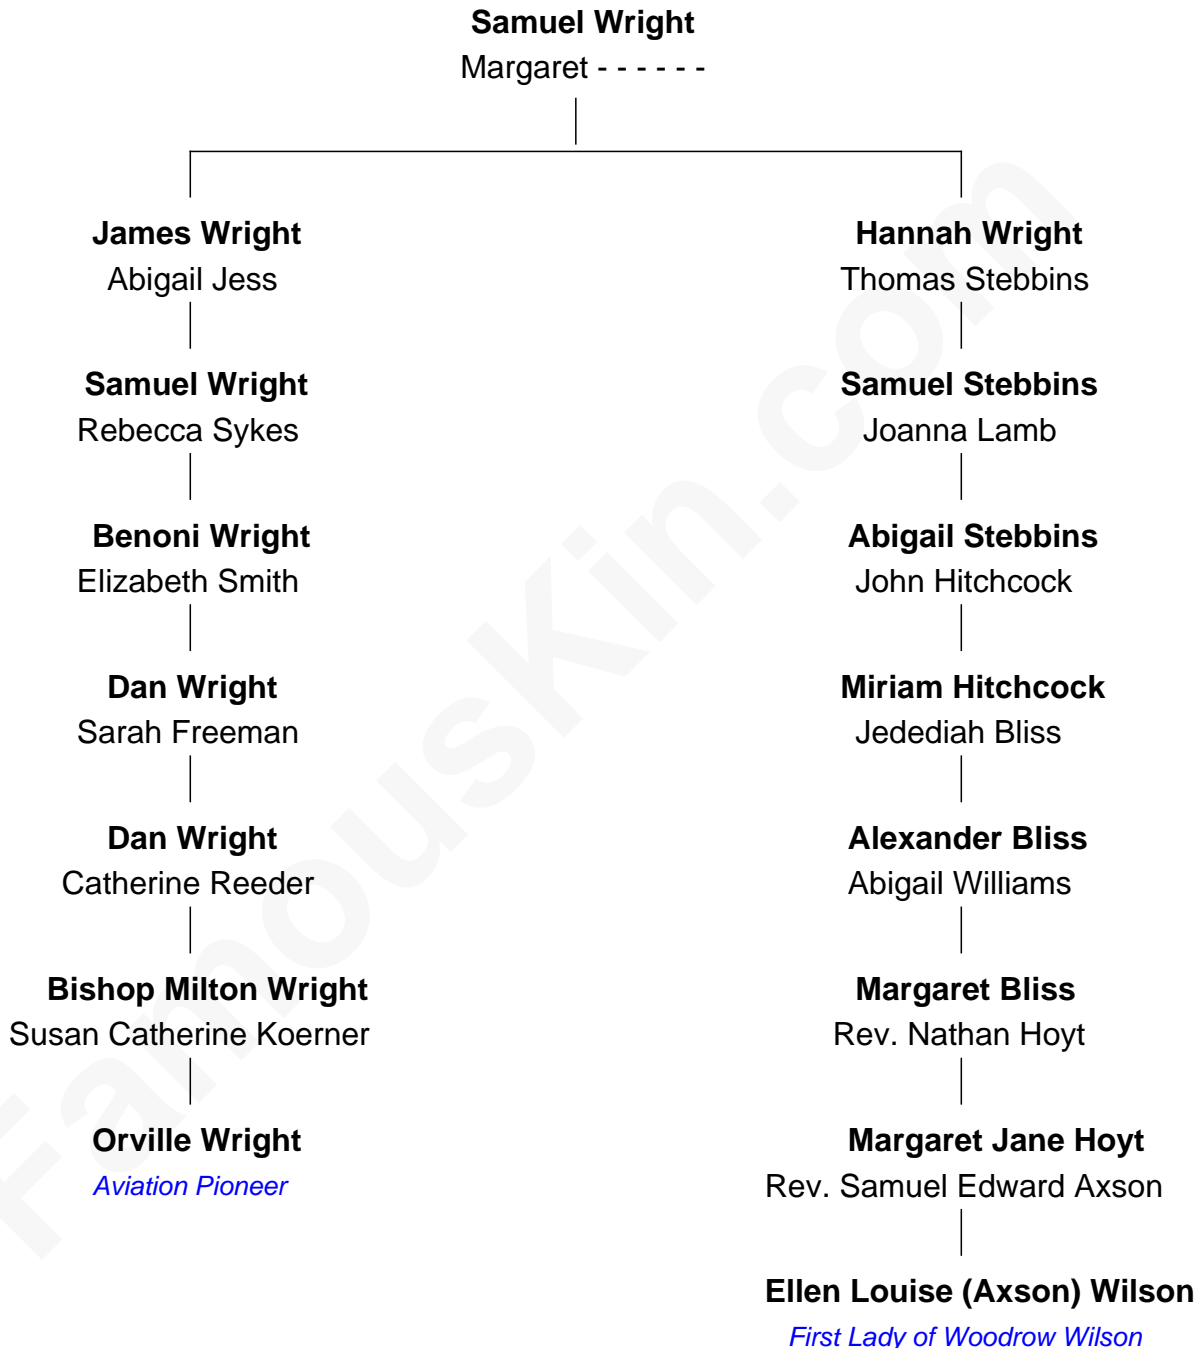 Samuel Wright
Margaret - - - - - -
James Wright
Abigail Jess
Samuel Wright
Rebecca Sykes
Benoni Wright
Elizabeth Smith
Dan Wright
Sarah Freeman
Dan Wright
Catherine Reeder
Bishop Milton Wright
Susan Catherine Koerner
Orville Wright
Aviation Pioneer
Hannah Wright
Thomas Stebbins
Samuel Stebbins
Joanna Lamb
Abigail Stebbins
John Hitchcock
Miriam Hitchcock
Jedediah Bliss
Alexander Bliss
Abigail Williams
Margaret Bliss
Rev. Nathan Hoyt
Margaret Jane Hoyt
Rev. Samuel Edward Axson
Ellen Louise (Axson) Wilson
First Lady of Woodrow Wilson
FamousKin.com